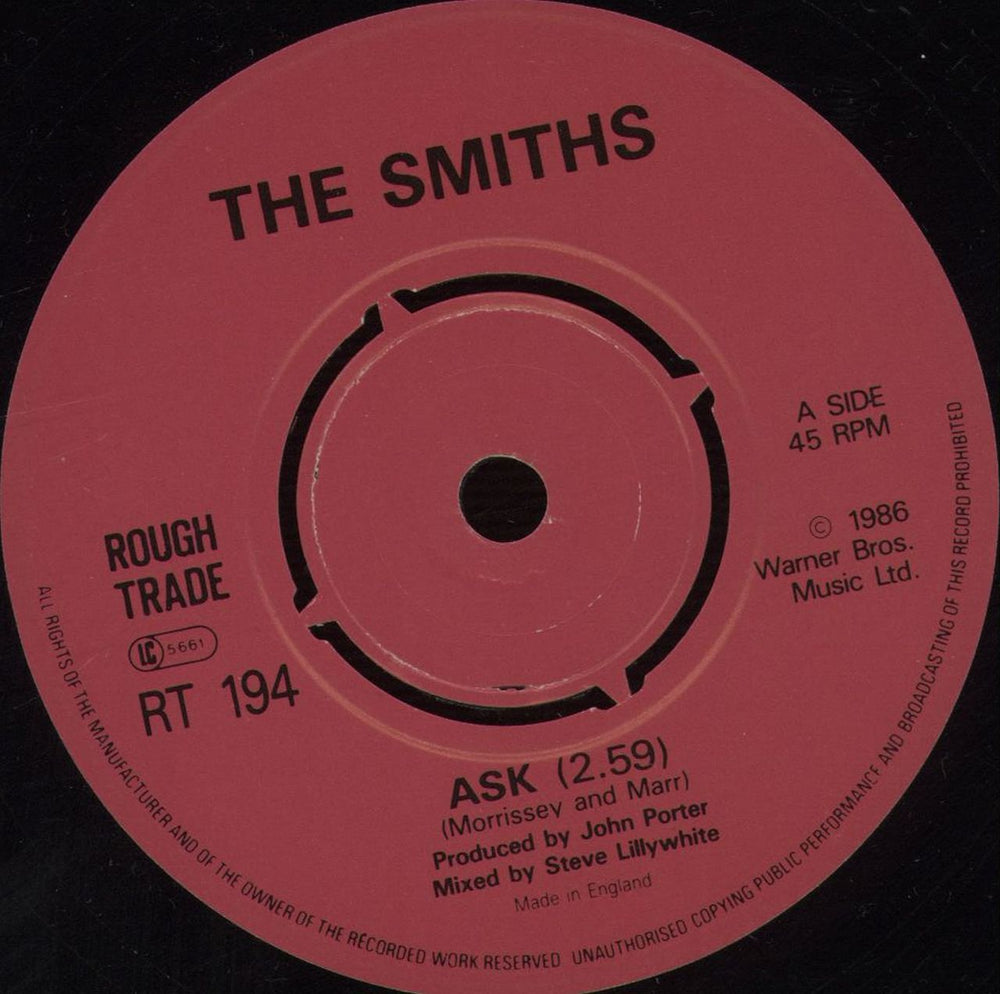 THE SMITHS
A SIDE
45 RPM
© 1986
Warner Bros.
Music Ltd.
ROUGH
TRADE
LC 5661
RT 194
ASK (2.59)
(Morrissey and Marr)
Produced by John Porter
Mixed by Steve Lillywhite
Made in England
ALL RIGHTS OF THE MANUFACTURER AND OF THE OWNER OF THE RECORDED WORK RESERVED UNAUTHORISED COPYING PUBLIC PERFORMANCE AND BROADCASTING OF THIS RECORD PROHIBITED